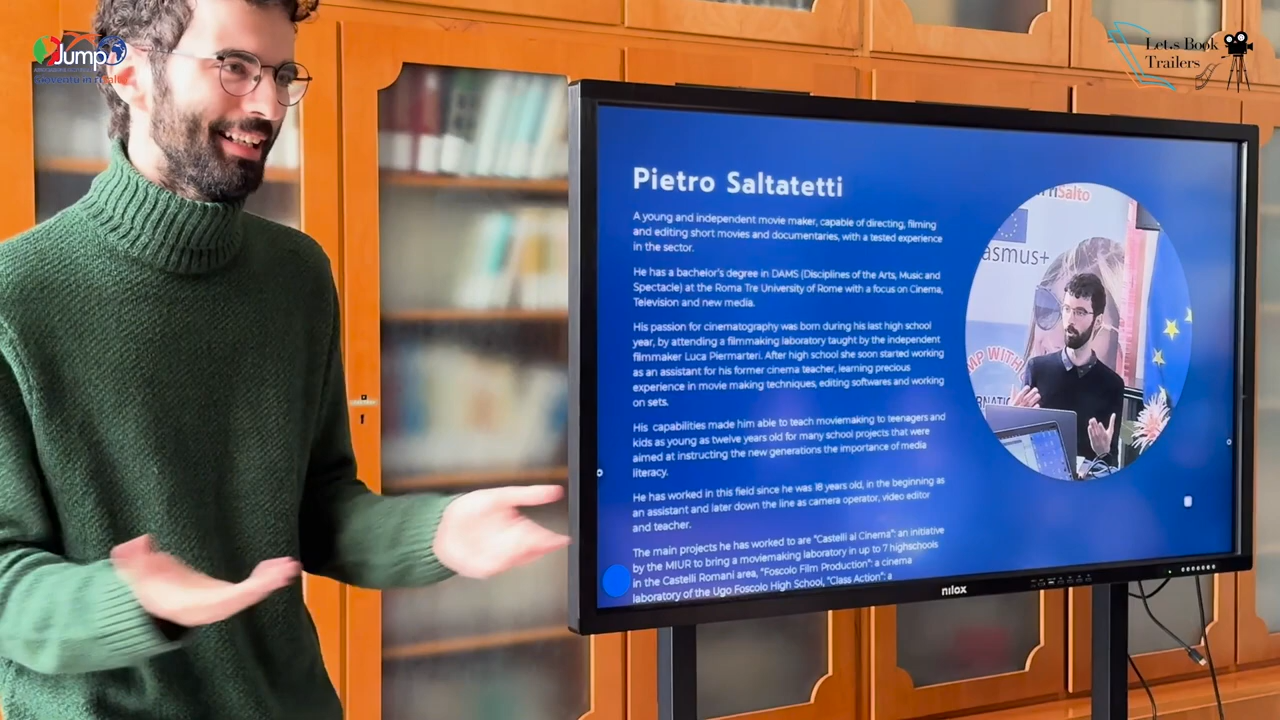 Jump
Let's Book
Trailers
Pietro Saltatetti
A young and independent movie maker, capable of directing, filming
and editing short movies and documentaries, with a tested experience
in the sector.
He has a bachelor's degree in DAMS (Disciplines of the Arts, Music and
Spectacle) at the Roma Tre University of Rome with a focus on Cinema,
Television and new media.
His passion for cinematography was born during his last high school
year, by attending a filmmaking laboratory taught by the independent
filmmaker Luca Piermarteri. After high school she soon started working
as an assistant for his former cinema teacher, learning precious
experience in movie making techniques, editing softwares and working
on sets.
His capabilities made him able to teach moviemaking to teenagers and
kids as young as twelve years old for many school projects that were
aimed at instructing the new generations the importance of media
literacy.
He has worked in this field since he was 18 years old, in the beginning as
an assistant and later down the line as camera operator, video editor
and teacher.
The main projects he has worked to are "Castelli al Cinema": an initiative
by the MIUR to bring a moviemaking laboratory in up to 7 highschools
in the Castelli Romani area, "Foscolo Film Production": a cinema
laboratory of the Ugo Foscolo High School, "Class Action": a
nSalto
asmus+
MP WITH
RNATIO
nilox